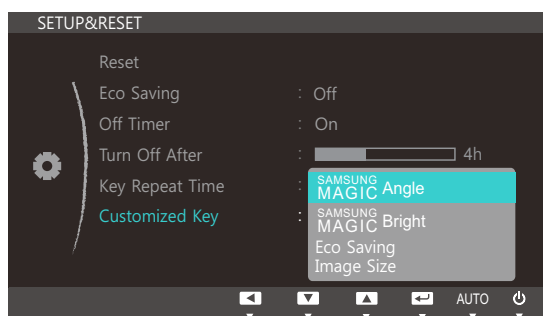 SETUP&RESET
Reset
Eco Saving : Off
Off Timer : On
Turn Off After : 4h
Key Repeat Time :
Customized Key :
SAMSUNG MAGIC Angle
SAMSUNG MAGIC Bright
Eco Saving
Image Size
AUTO